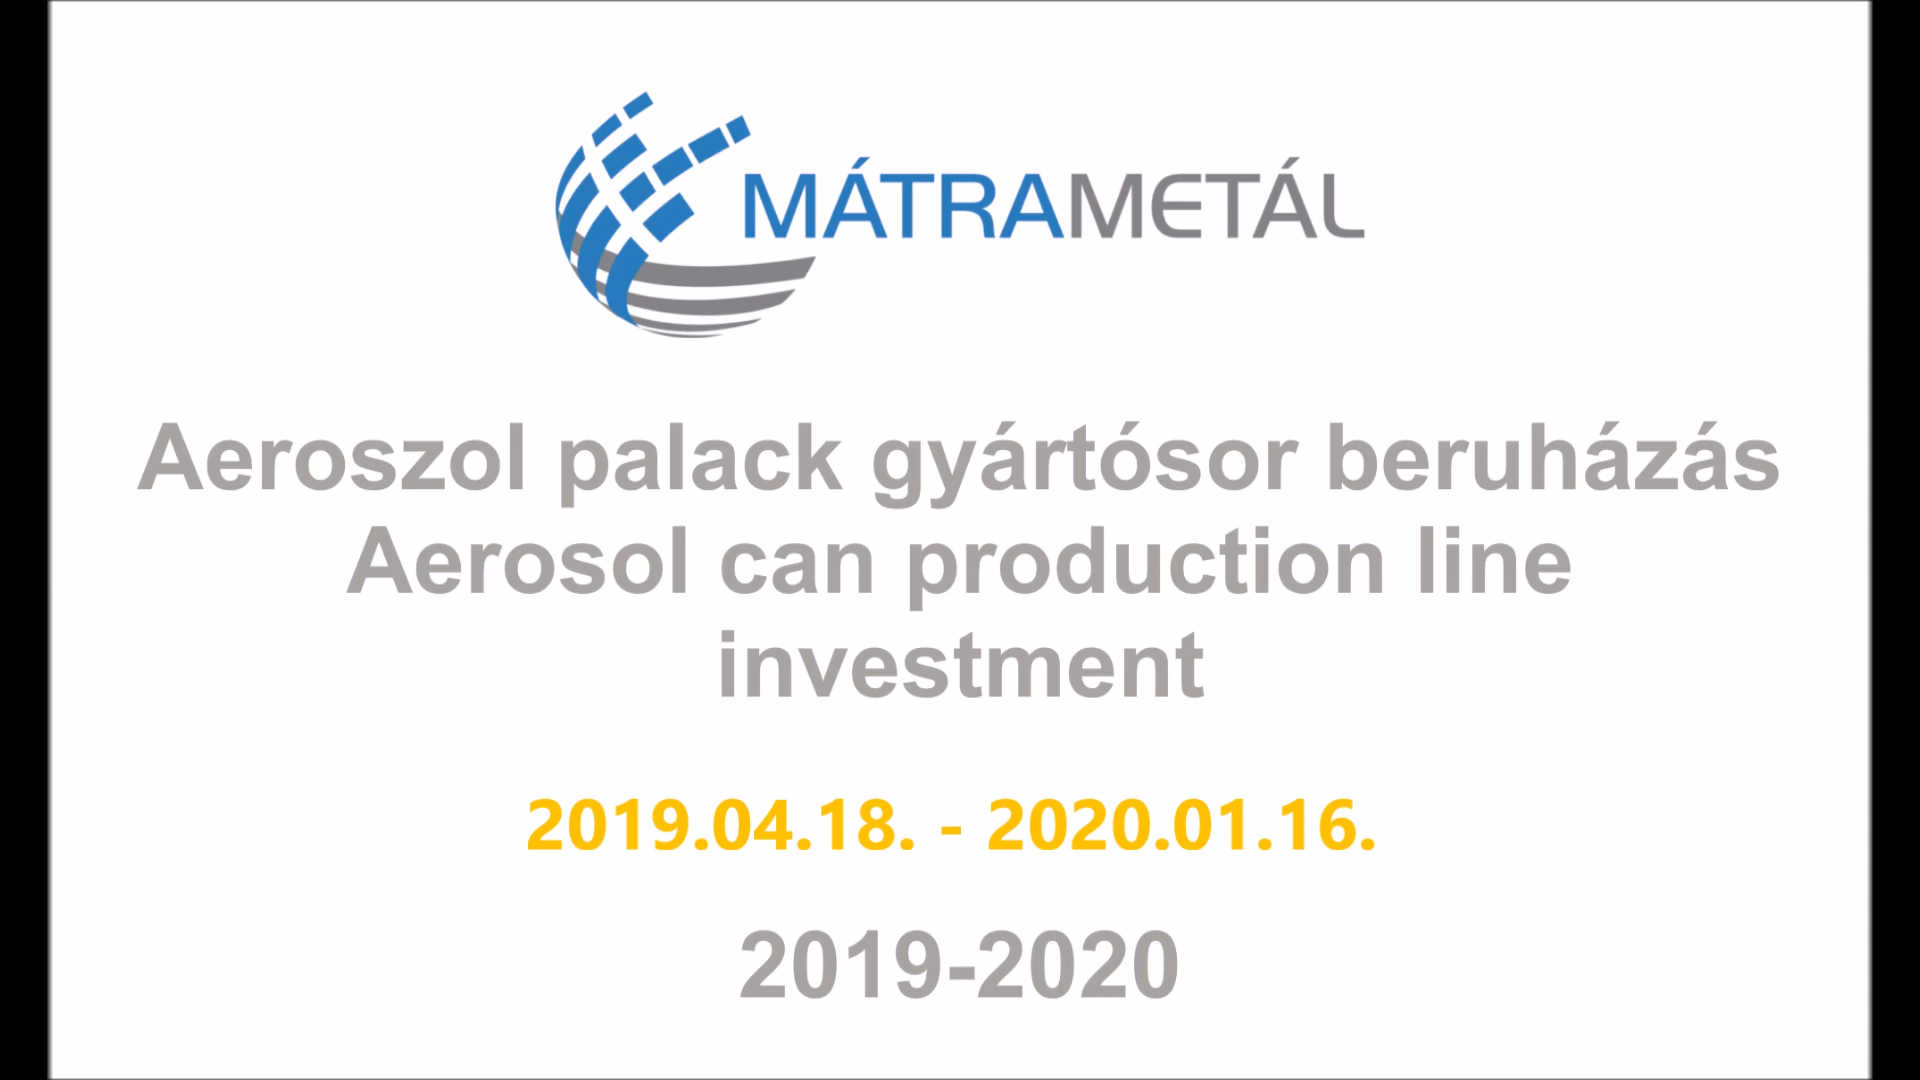 MÁTRAMETÁL
Aeroszol palack gyártósor beruházás
Aerosol can production line
investment
2019.04.18. - 2020.01.16.
2019-2020